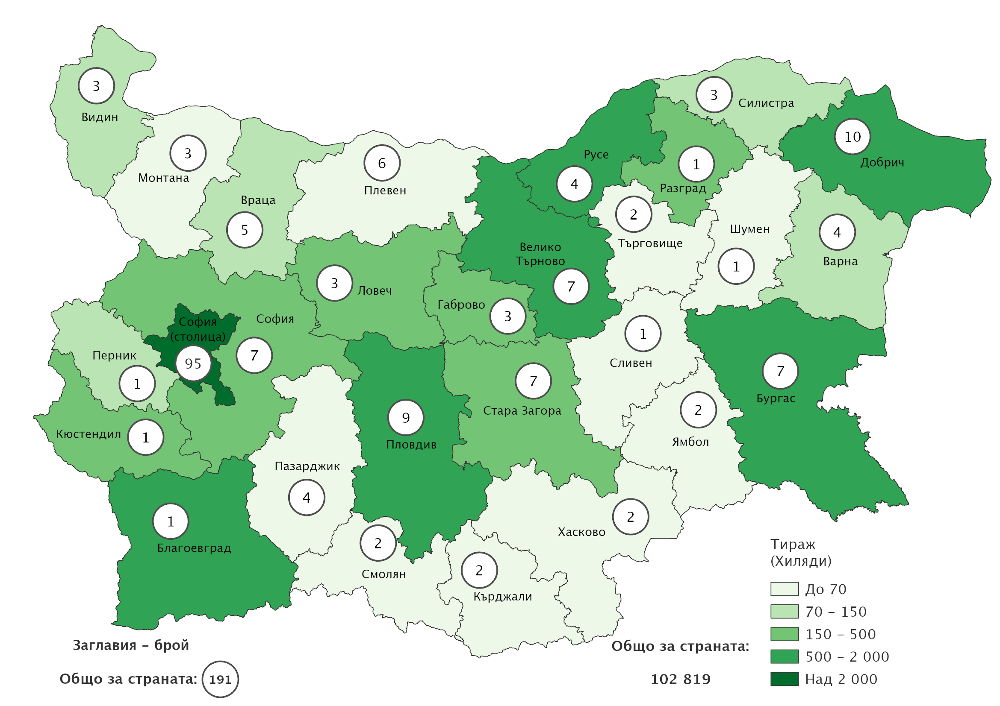 3
Видин
3
Монтана
Враца
5
6
Плевен
Русе
4
3
Силистра
10
Добрич
1
Разград
2
Търговище
Шумен
1
4
Варна
Велико
Търново
7
3
Ловеч
Габрово
3
София
(столица)
95
София
7
Перник
1
Кюстендил
1
1
Благоевград
Пазарджик
4
9
Пловдив
7
Стара Загора
1
Сливен
2
Ямбол
7
Бургас
2
Смолян
2
Кърджали
Хасково
2
Заглавия – брой
Общо за страната: 191
Общо за страната:
102 819
Тираж
(Хиляди)
До 70
70 – 150
150 – 500
500 – 2 000
Над 2 000